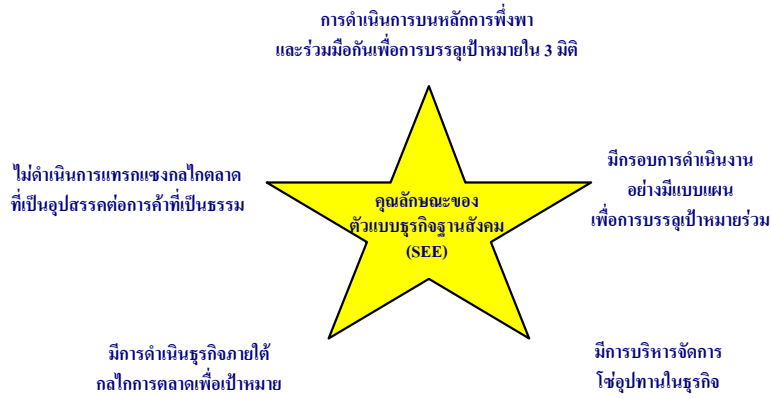 การดำเนินการบนหลักการพึ่งพา
และร่วมมือกันเพื่อการบรรลุเป้าหมายใน 3 มิติ
ไม่ดำเนินการแทรกแซงกลไกตลาด
ที่เป็นอุปสรรคต่อการค้าที่เป็นธรรม
คุณลักษณะของ
ตัวแบบธุรกิจฐานสังคม
(SEE)
มีกรอบการดำเนินงาน
อย่างมีแบบแผน
เพื่อการบรรลุเป้าหมายร่วม
มีการดำเนินธุรกิจภายใต้
กลไกการตลาดเพื่อเป้าหมาย
มีการบริหารจัดการ
โซ่อุปทานในธุรกิจ